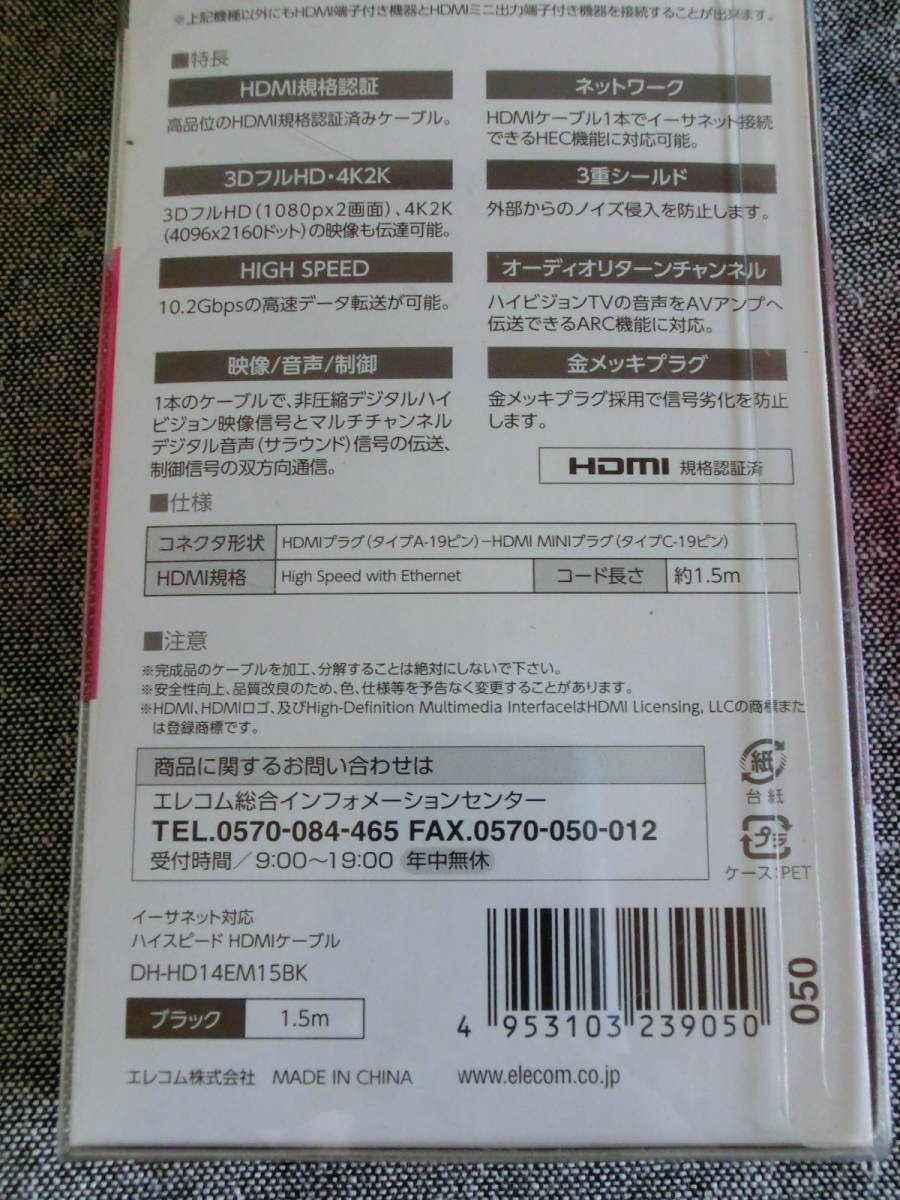 ※上記機種以外にもHDMI端子付き機器とHDMIミニ出力端子付き機器を接続することが出来ます。
■特長
HDMI規格認証
高品位のHDMI規格認証済みケーブル。
ネットワーク
HDMIケーブル1本でイーサネット接続
できるHEC機能に対応可能。
3DフルHD・4K2K
3DフルHD(1080px2画面)、4K2K
(4096x2160ドット)の映像も伝達可能。
3重シールド
外部からのノイズ侵入を防止します。
HIGH SPEED
10.2Gbpsの高速データ転送が可能。
オーディオリターンチャンネル
ハイビジョンTVの音声をAVアンプへ
伝送できるARC機能に対応。
映像/音声/制御
1本のケーブルで、非圧縮デジタルハイ
ビジョン映像信号とマルチチャンネル
デジタル音声(サラウンド)信号の伝送、
制御信号の双方向通信。
金メッキプラグ
金メッキプラグ採用で信号劣化を防止
します。
HDMI 規格認証済
■仕様
コネクタ形状 HDMIプラグ(タイプA-19ピン)−HDMI MINIプラグ(タイプC-19ピン)
HDMI規格 High Speed with Ethernet コード長さ 約1.5m
■注意
※完成品のケーブルを加工、分解することは絶対にしないで下さい。
※安全性向上、品質改良のため、色、仕様等を予告なく変更することがあります。
※HDMI、HDMIロゴ、及びHigh-Definition Multimedia InterfaceはHDMI Licensing, LLCの商標また
は登録商標です。
商品に関するお問い合わせは
エレコム総合インフォメーションセンター
TEL.0570-084-465 FAX.0570-050-012
受付時間/9:00〜19:00 年中無休
紙
台紙
プラ
ケース:PET
イーサネット対応
ハイスピード HDMIケーブル
DH-HD14EM15BK
ブラック 1.5m
4 953103 239050
050
エレコム株式会社 MADE IN CHINA www.elecom.co.jp